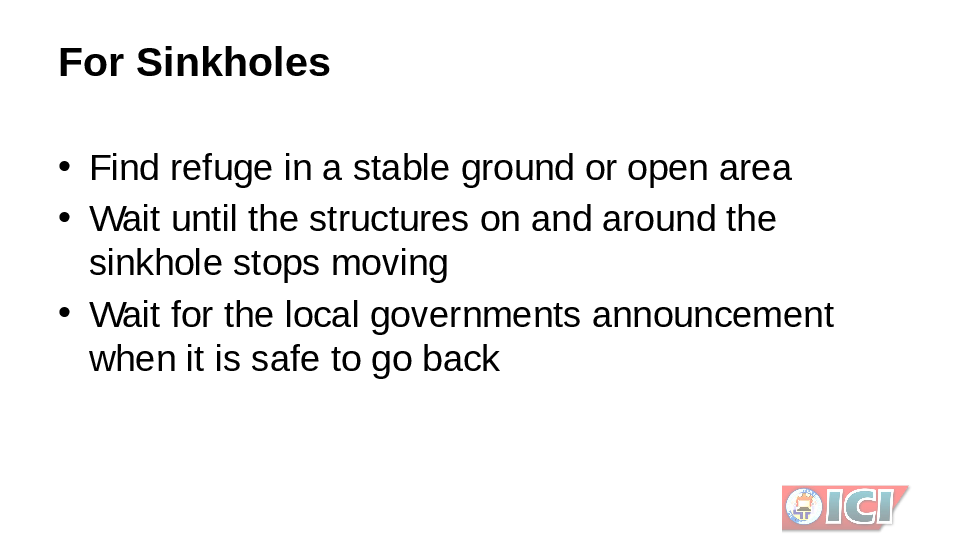 For Sinkholes
• Find refuge in a stable ground or open area
• Wait until the structures on and around the
sinkhole stops moving
• Wait for the local governments announcement
when it is safe to go back
ICI